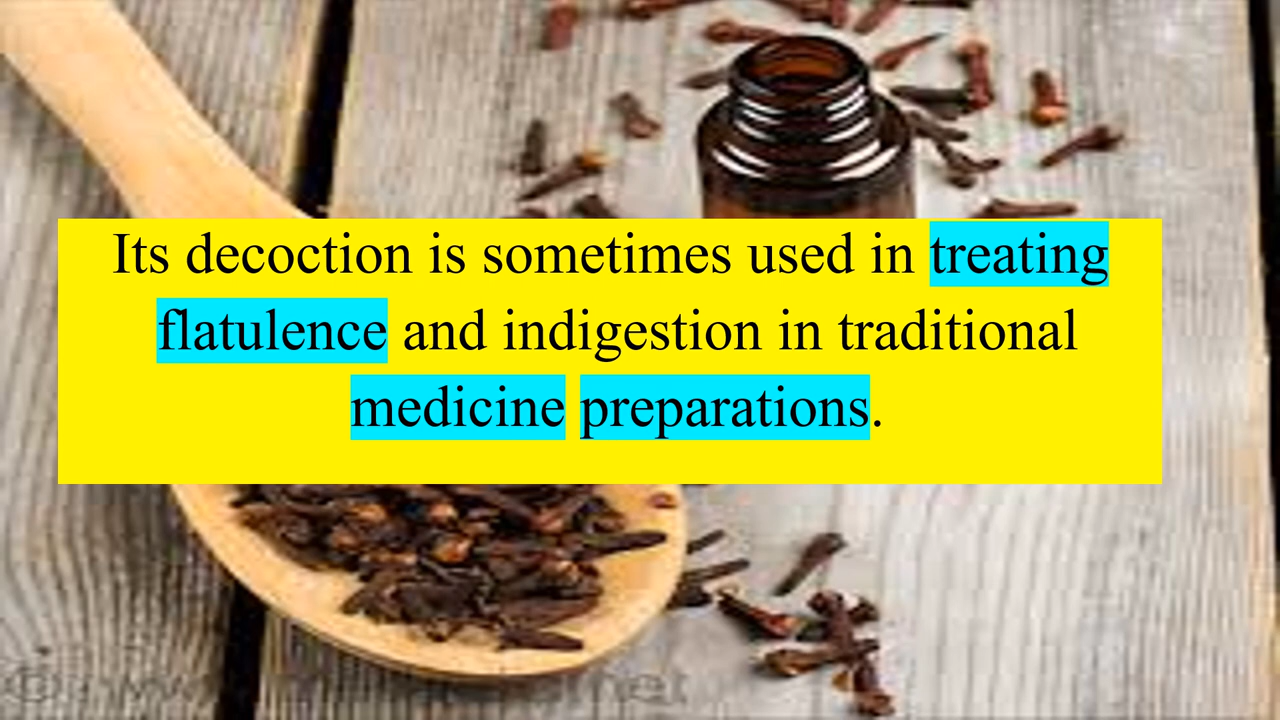 Its decoction is sometimes used in treating
flatulence and indigestion in traditional
medicine preparations.